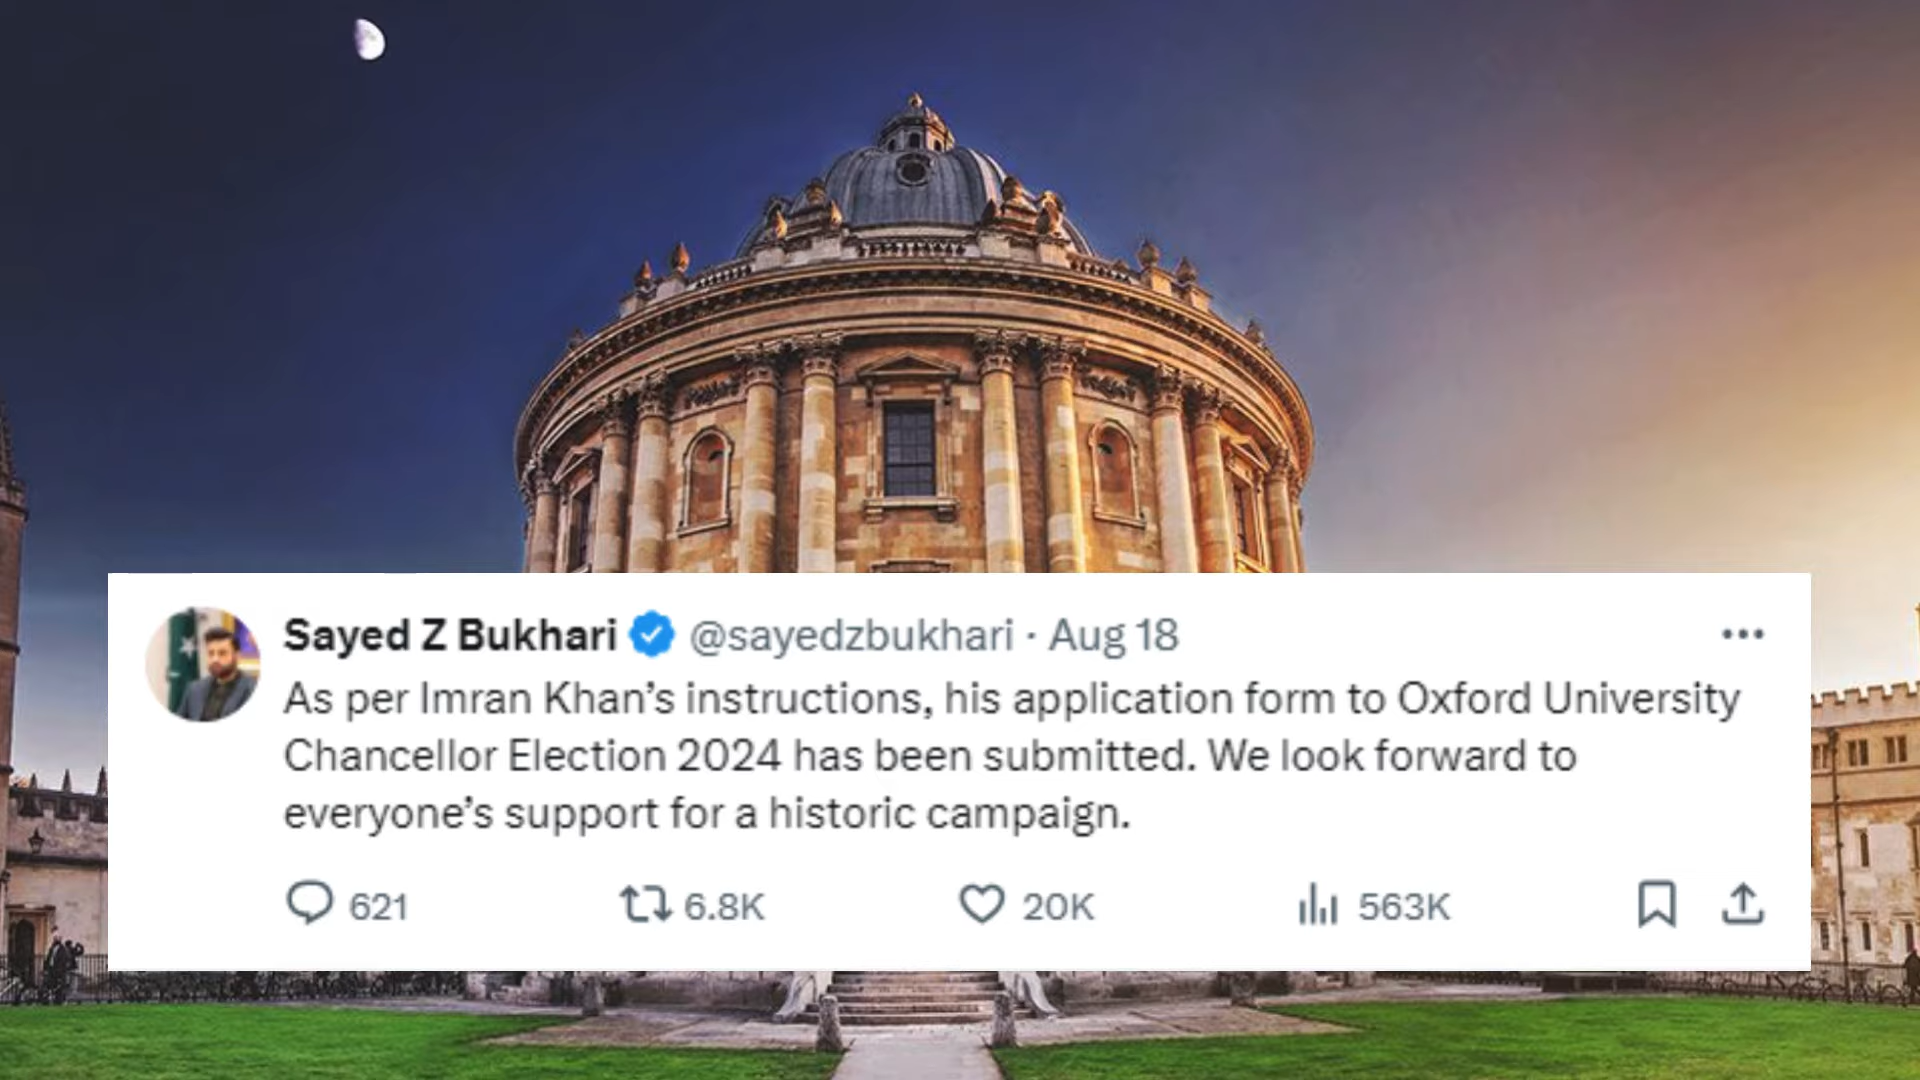 Sayed Z Bukhari @sayedzbukhari · Aug 18
As per Imran Khan’s instructions, his application form to Oxford University
Chancellor Election 2024 has been submitted. We look forward to
everyone’s support for a historic campaign.
621 6.8K 20K 563K